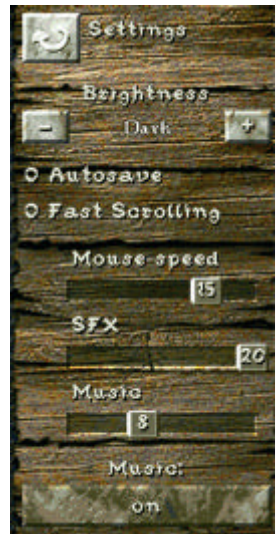 Settings
Brightness
- Dark +
Autosave
Fast Scrolling
Mouse speed
15
SFX
20
Music
8
Music:
on